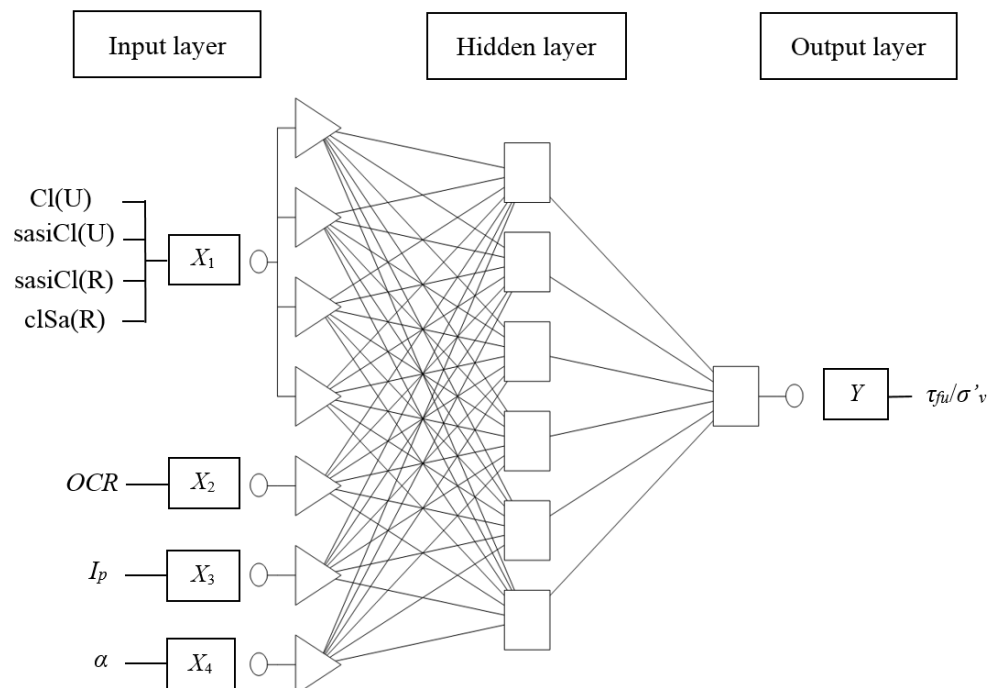 Input layer
Hidden layer
Output layer
Cl(U)
sasiCl(U)
sasiCl(R)
clSa(R)
X₁
OCR
X₂
Iₚ
X₃
α
X₄
Y
τfu/σ’v